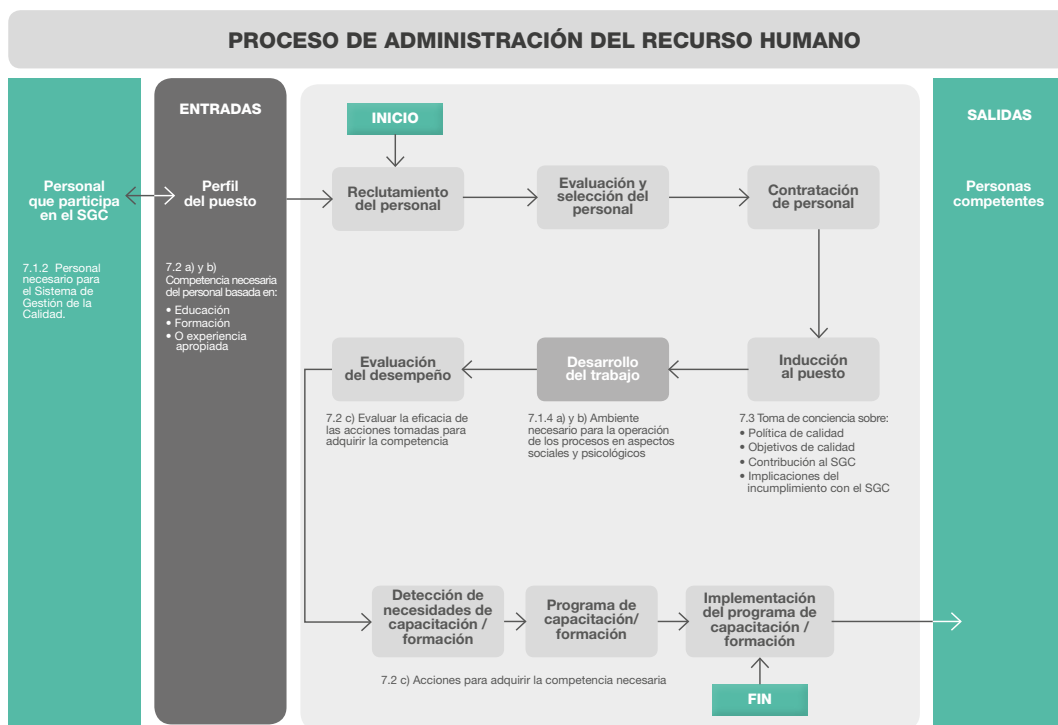 PROCESO DE ADMINISTRACIÓN DEL RECURSO HUMANO
Personal
que participa
en el SGC
7.1.2 Personal
necesario para
el Sistema de
Gestión de la
Calidad.
ENTRADAS
Perfil
del puesto
7.2 a) y b)
Competencia necesaria
del personal basada en:
• Educación
• Formación
• O experiencia
apropiada
INICIO
Reclutamiento
del personal
Evaluación y
selección del
personal
Contratación
de personal
Evaluación
del desempeño
7.2 c) Evaluar la eficacia de
las acciones tomadas para
adquirir la competencia
Desarrollo
del trabajo
7.1.4 a) y b) Ambiente
necesario para la operación
de los procesos en aspectos
sociales y psicológicos
Inducción
al puesto
7.3 Toma de conciencia sobre:
• Política de calidad
• Objetivos de calidad
• Contribución al SGC
• Implicaciones del
incumplimiento con el SGC
Detección de
necesidades de
capacitación /
formación
Programa de
capacitación/
formación
Implementación
del programa de
capacitación /
formación
7.2 c) Acciones para adquirir la competencia necesaria
FIN
SALIDAS
Personas
competentes